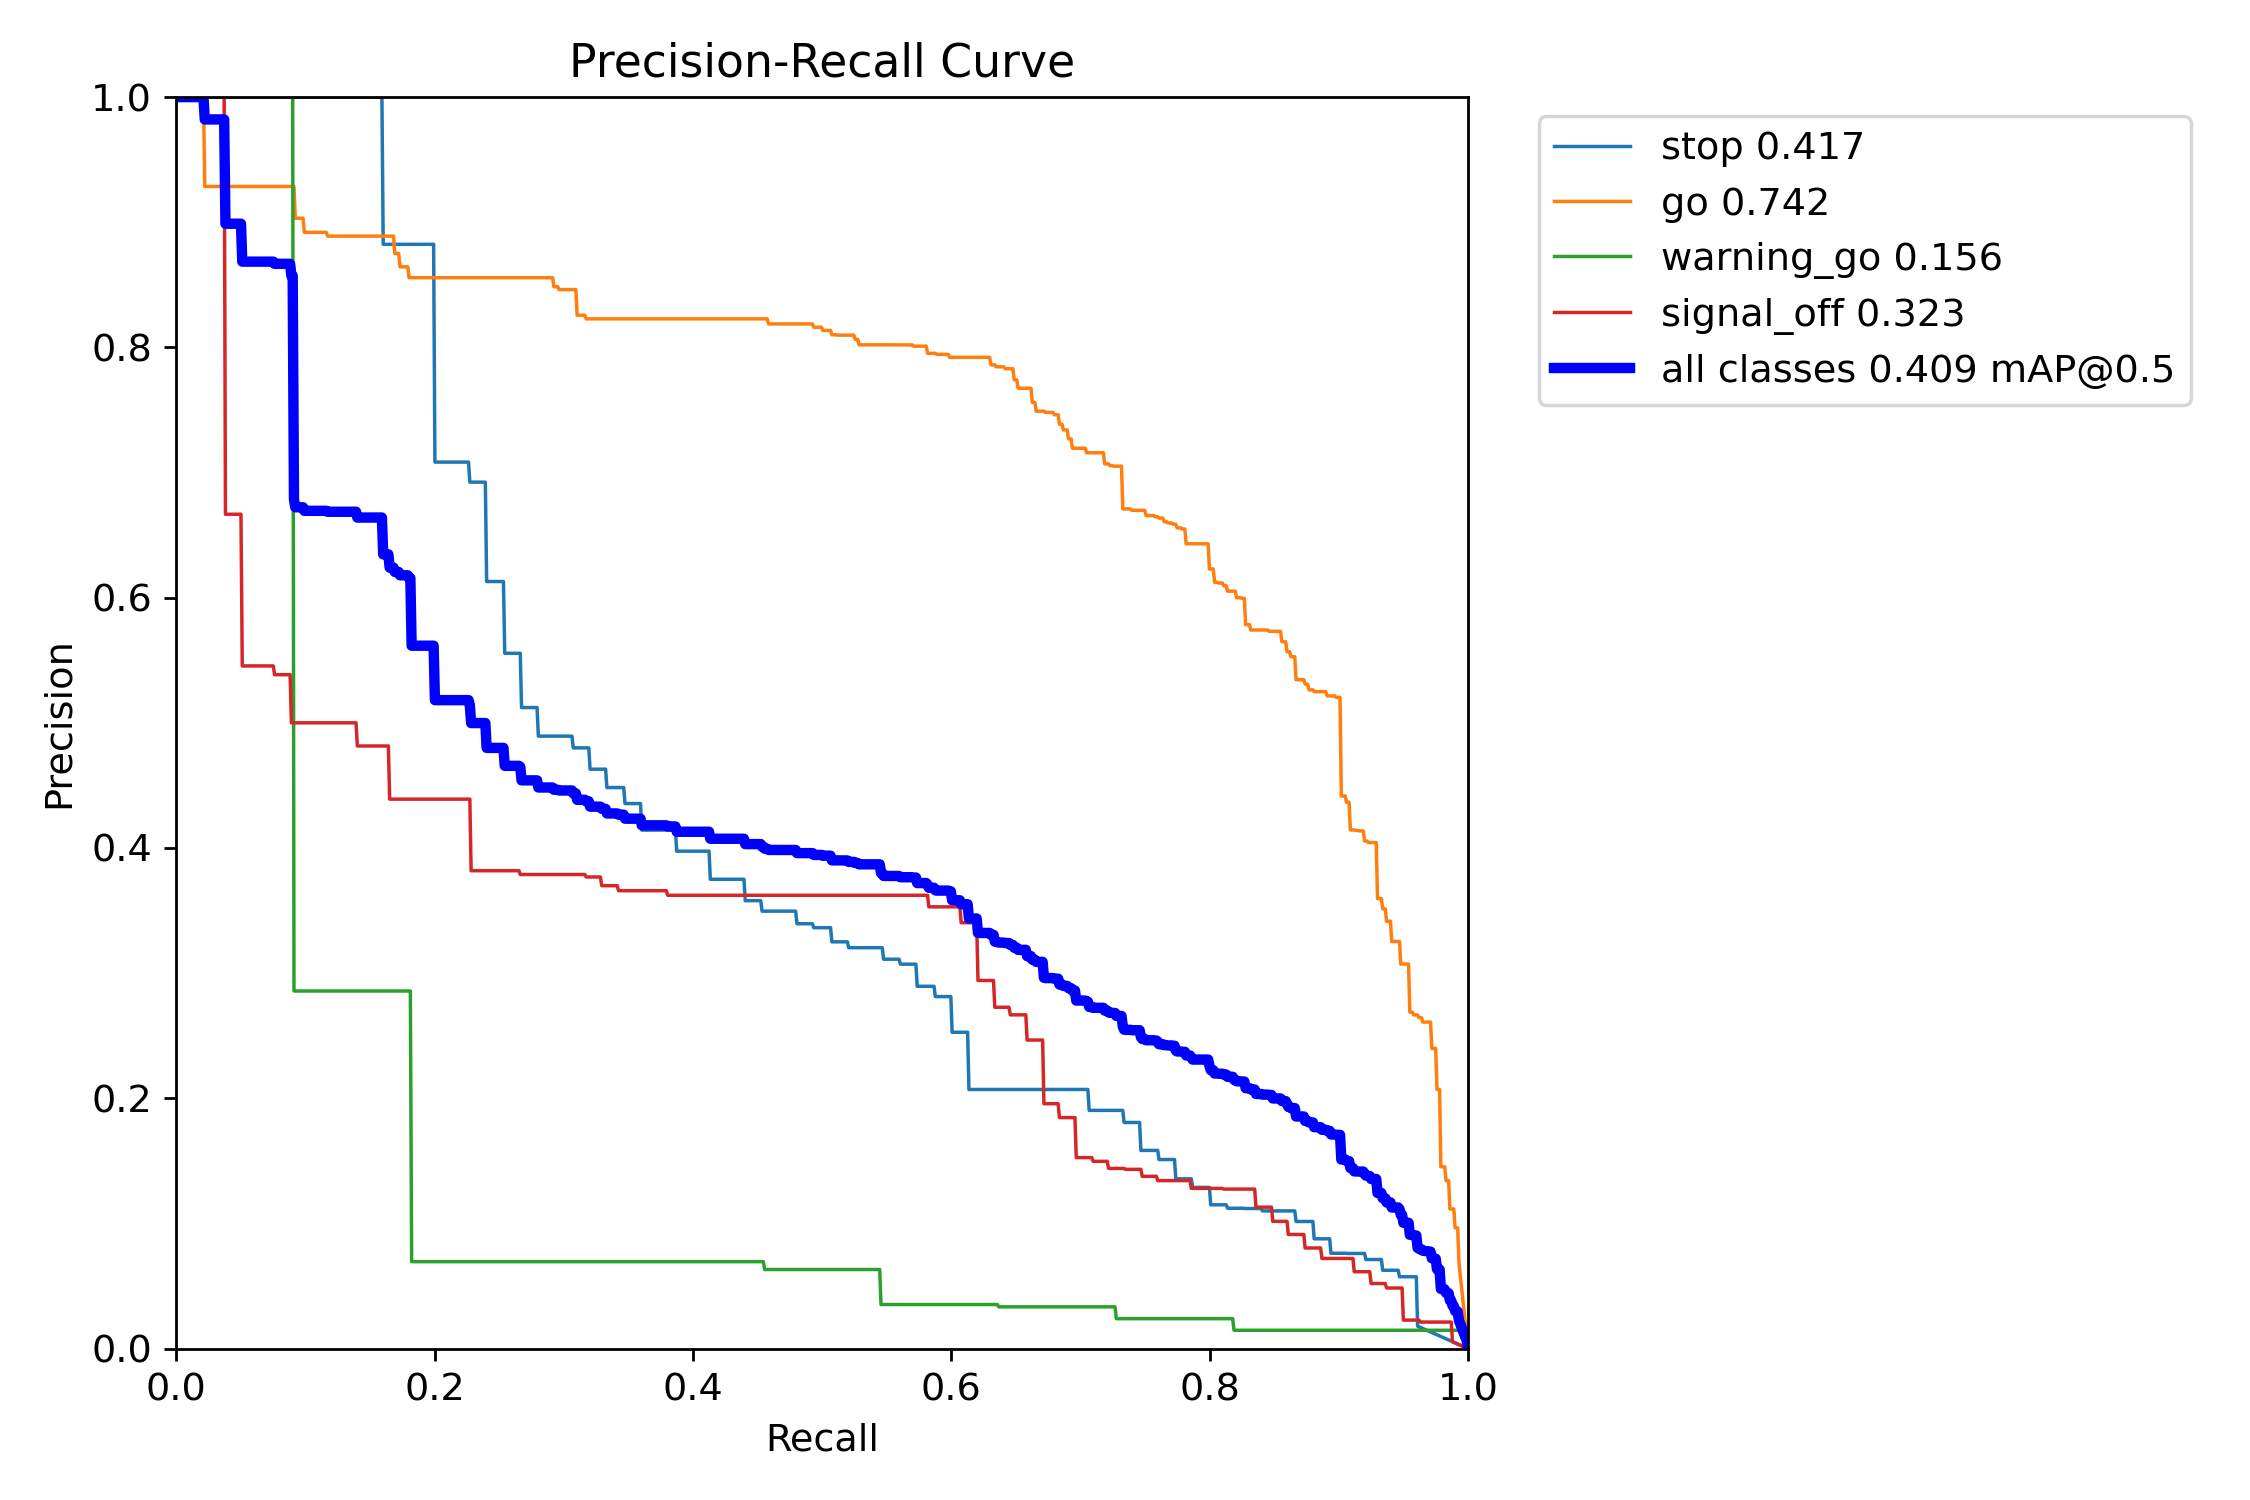 Precision-Recall Curve
1.0
0.8
0.6
0.4
0.2
0.0
Precision
0.0 0.2 0.4 0.6 0.8 1.0
Recall
stop 0.417
go 0.742
warning_go 0.156
signal_off 0.323
all classes 0.409 mAP@0.5